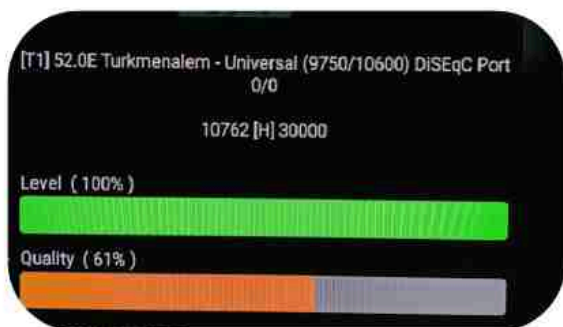 [T1] 52.0E Turkmenalem - Universal (9750/10600) DiSEqC Port
0/0
10762 [H] 30000
Level ( 100% )
Quality ( 61% )